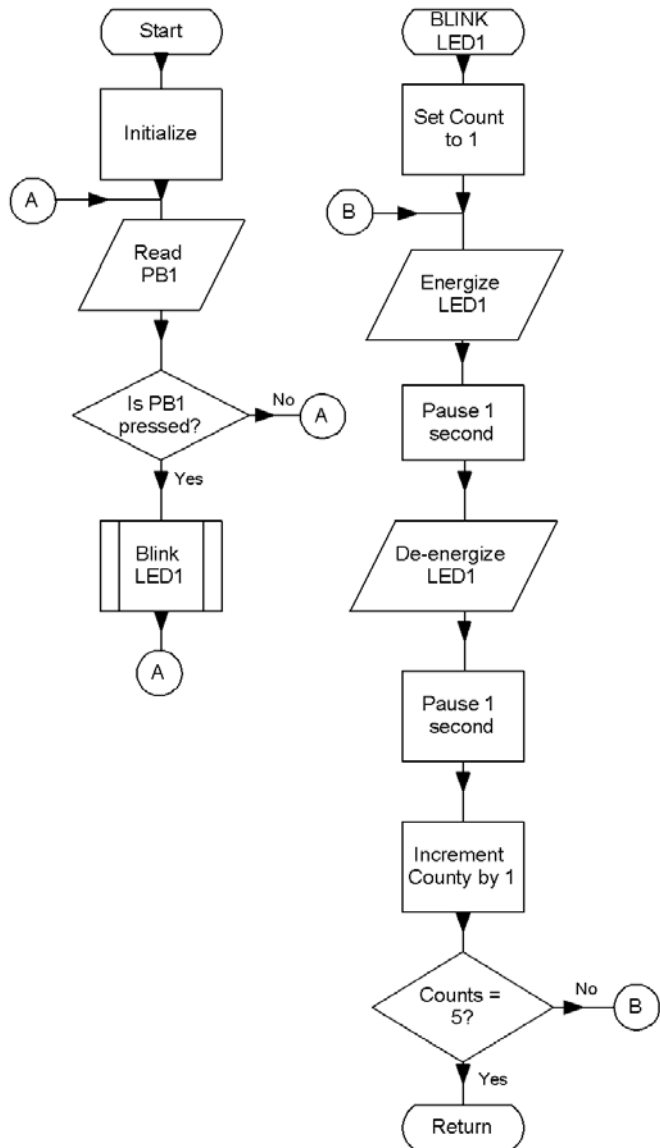 Start
Initialize
A
Read
PB1
Is PB1
pressed?
No
A
Yes
Blink
LED1
A
BLINK
LED1
Set Count
to 1
B
Energize
LED1
Pause 1
second
De-energize
LED1
Pause 1
second
Increment
County by 1
Counts =
5?
No
B
Yes
Return